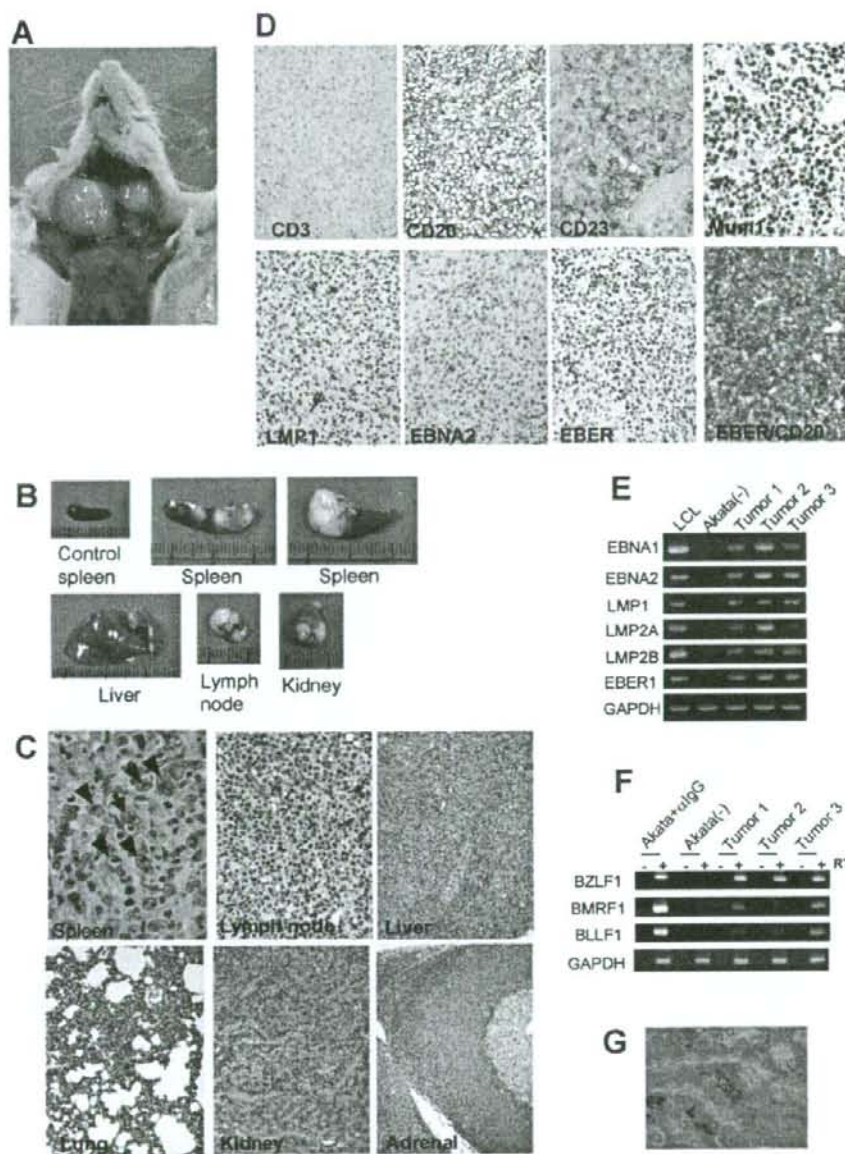 A
D
CD3 CD20 CD23 Mum1
LMP1 EBNA2 EBER EBER/CD20
B
Control
spleen
Spleen
Spleen
Liver
Lymph
node
Kidney
C
Spleen Lymph node Liver
Lung Kidney Adrenal
E
LCL Akata(-) Tumor 1 Tumor 2 Tumor 3
EBNA1
EBNA2
LMP1
LMP2A
LMP2B
EBER1
GAPDH
F
Akata+αIgG Akata(-) Tumor 1 Tumor 2 Tumor 3
- + - + - + - + - + RT
BZLF1
BMRF1
BLLF1
GAPDH
G